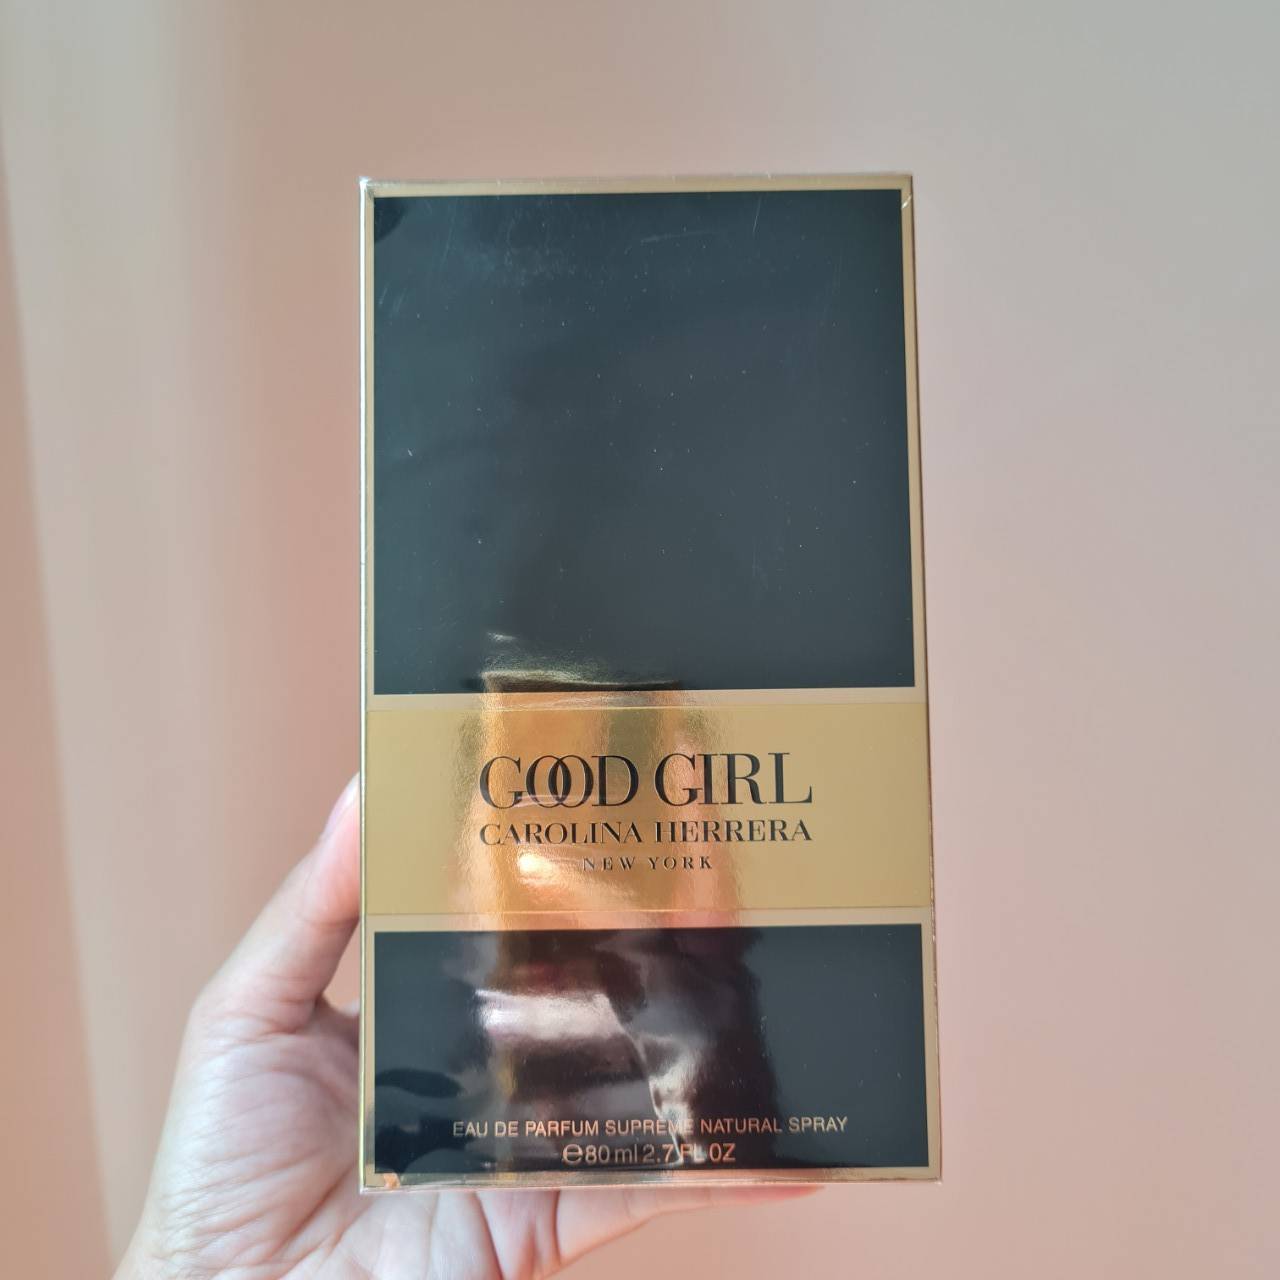 GOOD GIRL
CAROLINA HERRERA
NEW YORK
EAU DE PARFUM SUPREME NATURAL SPRAY
℮80 ml 2.7 FL OZ